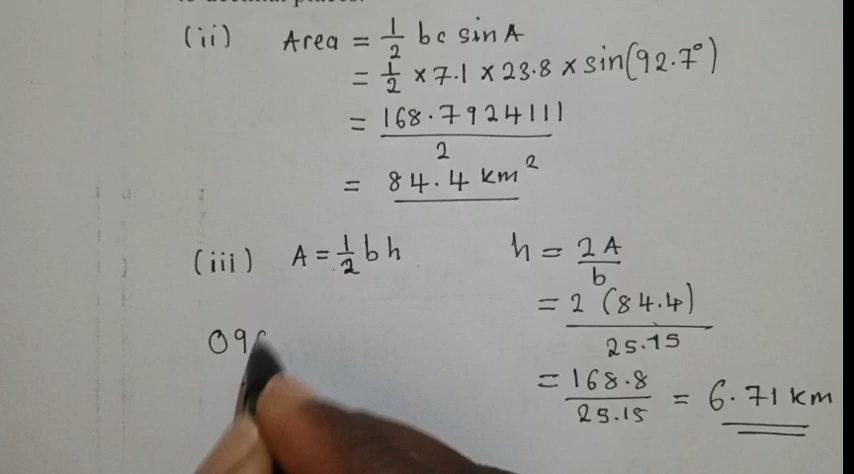 (ii) Area = 1/2 bc sin A
= 1/2 × 7.1 × 23.8 × sin(92.7°)
= 168.7924111/2
= 84.4 km²
(iii) A = 1/2 bh
h = 2A/b
= 2 (84.4)/25.15
= 168.8/25.15 = 6.71 km
09